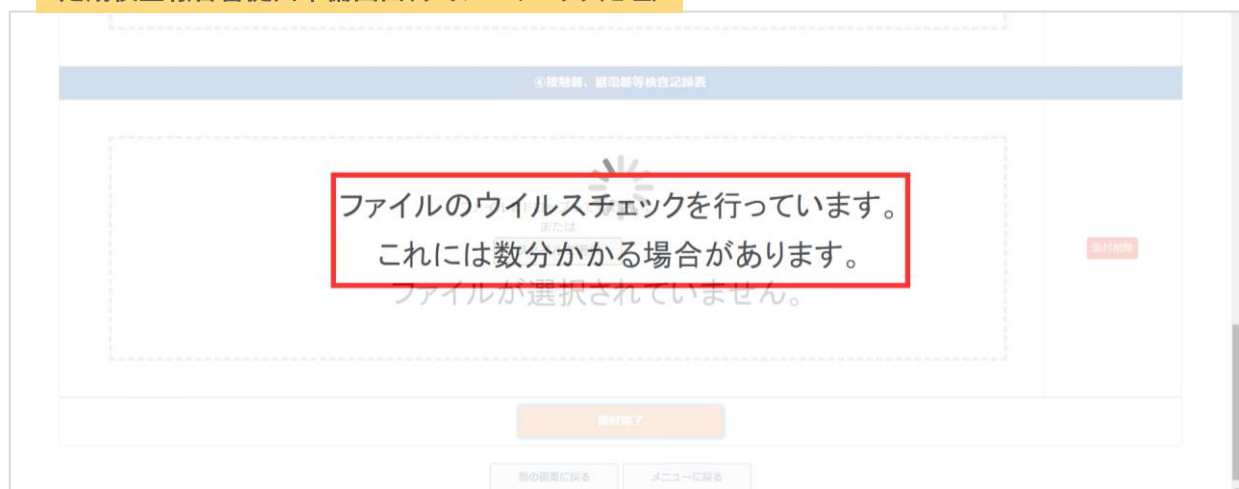 ④接触器、継電器等検査記録表
ファイルのウイルスチェックを行っています。
または
これには数分かかる場合があります。
添付削除
ファイルが選択されていません。
添付完了
前の画面に戻る
メニューに戻る